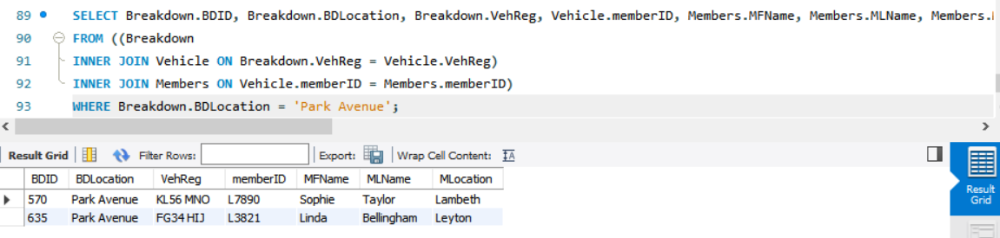 89 SELECT Breakdown.BDID, Breakdown.BDLocation, Breakdown.VehReg, Vehicle.memberID, Members.MFName, Members.MLName, Members.
90 FROM ((Breakdown
91 INNER JOIN Vehicle ON Breakdown.VehReg = Vehicle.VehReg)
92 INNER JOIN Members ON Vehicle.memberID = Members.memberID)
93 WHERE Breakdown.BDLocation = 'Park Avenue';
Result Grid Filter Rows: Export: Wrap Cell Content: IA
BDID BDLocation VehReg memberID MFName MLName MLocation
570 Park Avenue KL56 MNO L7890 Sophie Taylor Lambeth
635 Park Avenue FG34 HIJ L3821 Linda Bellingham Leyton
Result
Grid